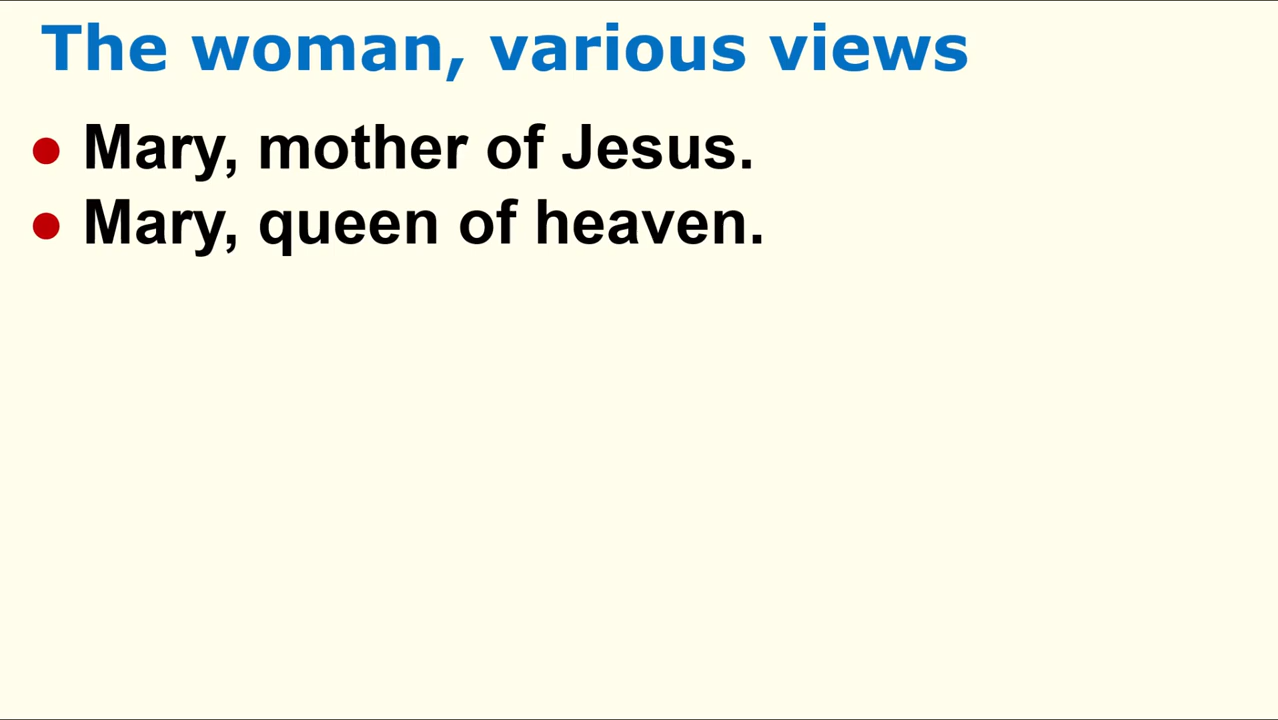 The woman, various views
● Mary, mother of Jesus.
● Mary, queen of heaven.